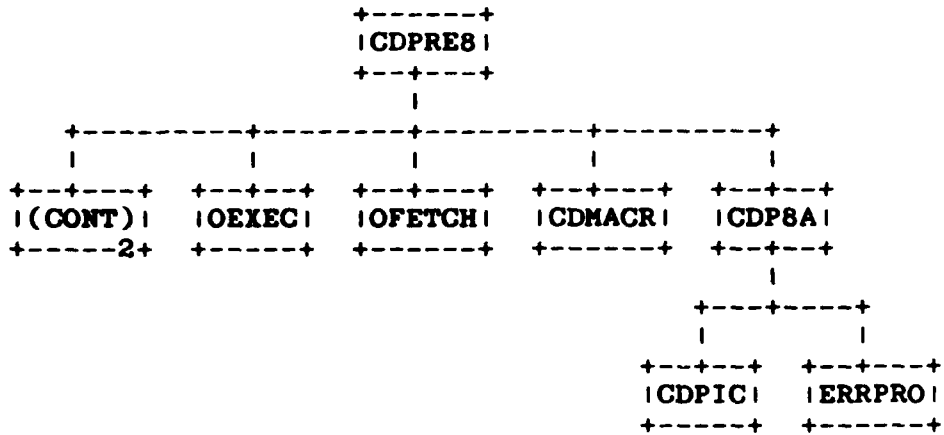 CDPRE8
(CONT) OEXEC OFETCH CDMACR CDP8A
2
CDPIC ERRPRO